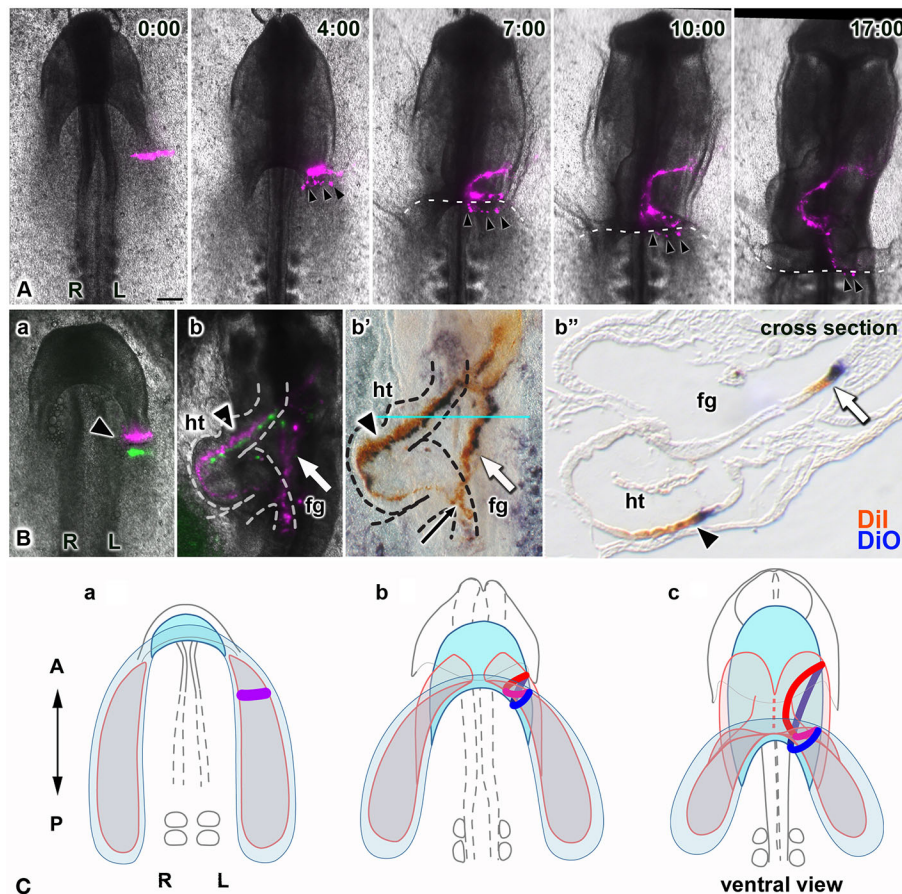 0:00 4:00 7:00 10:00 17:00
R L
A
a b b' b" cross section
ht ht fg
fg fg ht
R L DiI
B DiO
a b c
A
P
R L
C ventral view